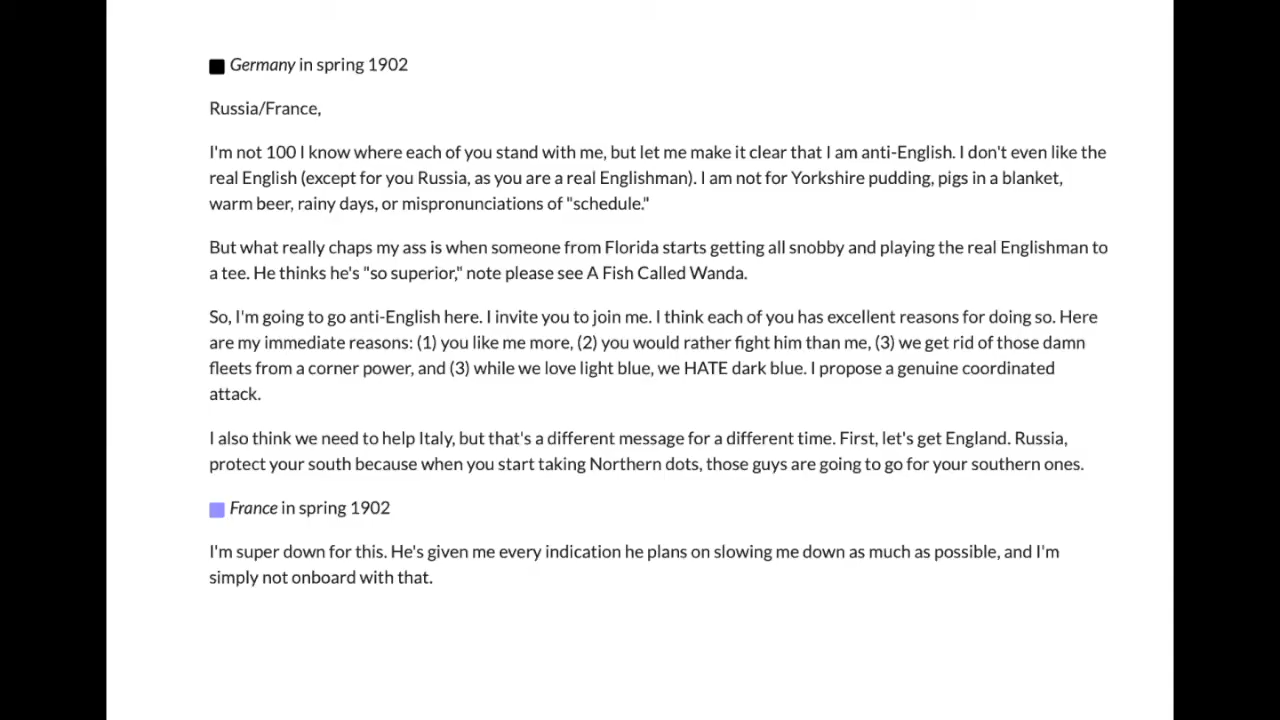 Germany in spring 1902
Russia/France,
I'm not 100 I know where each of you stand with me, but let me make it clear that I am anti-English. I don't even like the
real English (except for you Russia, as you are a real Englishman). I am not for Yorkshire pudding, pigs in a blanket,
warm beer, rainy days, or mispronunciations of "schedule."
But what really chaps my ass is when someone from Florida starts getting all snobby and playing the real Englishman to
a tee. He thinks he's "so superior," note please see A Fish Called Wanda.
So, I'm going to go anti-English here. I invite you to join me. I think each of you has excellent reasons for doing so. Here
are my immediate reasons: (1) you like me more, (2) you would rather fight him than me, (3) we get rid of those damn
fleets from a corner power, and (3) while we love light blue, we HATE dark blue. I propose a genuine coordinated
attack.
I also think we need to help Italy, but that's a different message for a different time. First, let's get England. Russia,
protect your south because when you start taking Northern dots, those guys are going to go for your southern ones.
France in spring 1902
I'm super down for this. He's given me every indication he plans on slowing me down as much as possible, and I'm
simply not onboard with that.